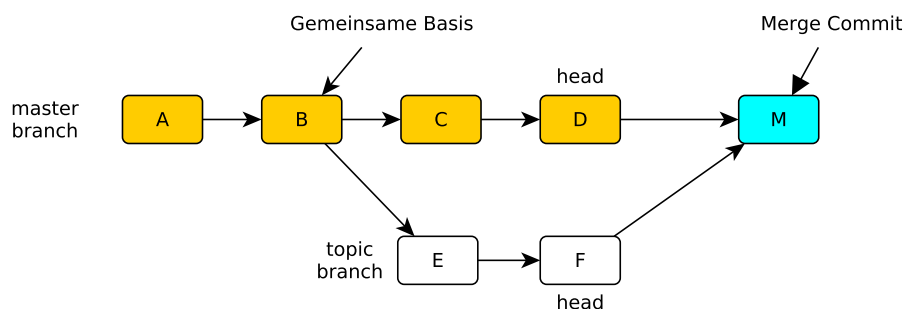 Gemeinsame Basis
Merge Commit
head
master
branch
A
B
C
D
M
topic
branch
E
F
head